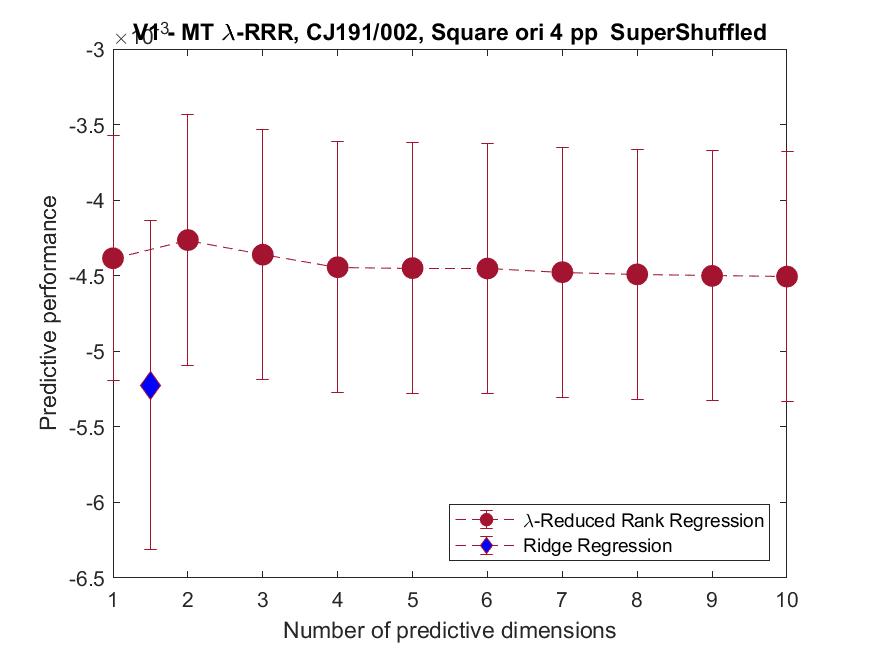 V1 - MT λ-RRR, CJ191/002, Square ori 4 pp  SuperShuffled
-3
-3.5
-4
-4.5
-5
-5.5
-6
-6.5
Predictive performance
λ-Reduced Rank Regression
Ridge Regression
1 2 3 4 5 6 7 8 9 10
Number of predictive dimensions